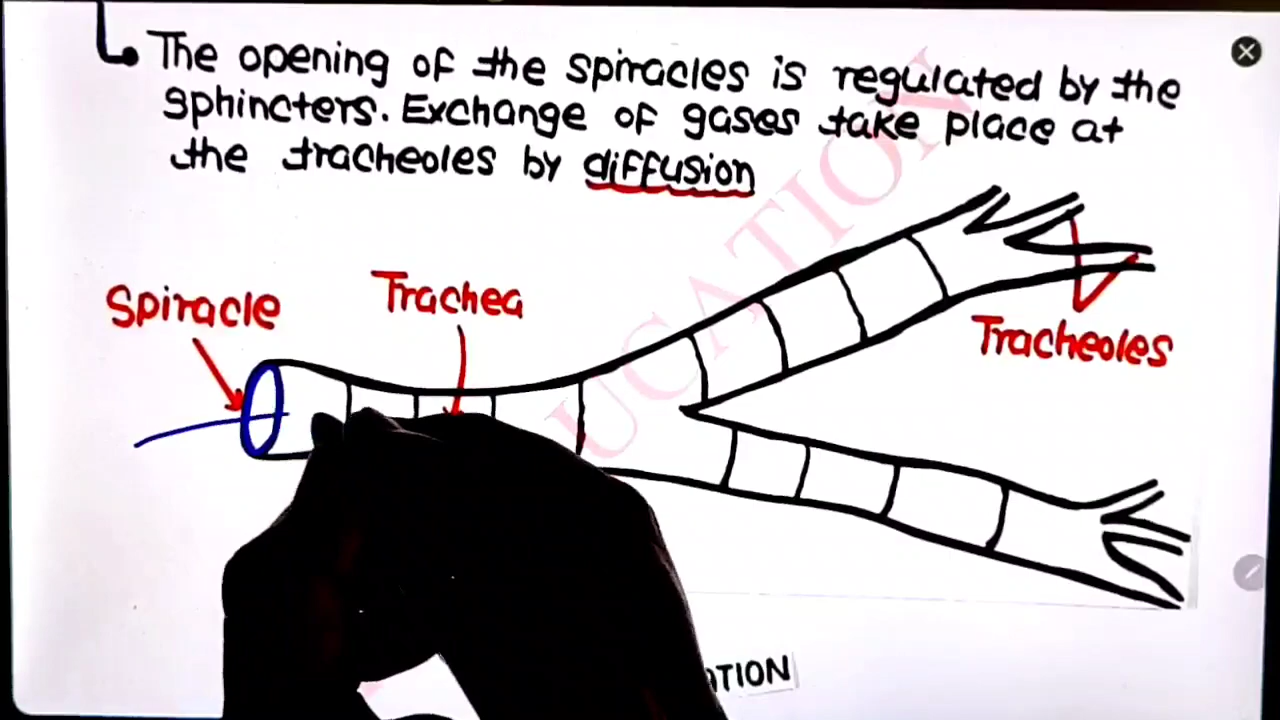 The opening of the spiracles is regulated by the
sphincters. Exchange of gases take place at
the tracheoles by diffusion
Spiracle
Trachea
Tracheoles
UCATION
ATION